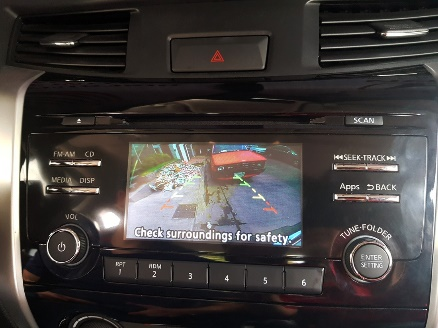 SCAN
FM·AM CD
MEDIA DISP
SEEK·TRACK
Apps BACK
VOL
TUNE·FOLDER
ENTER
SETTING
Check surroundings for safety.
RPT
1
RDM
2
3
4
5
6